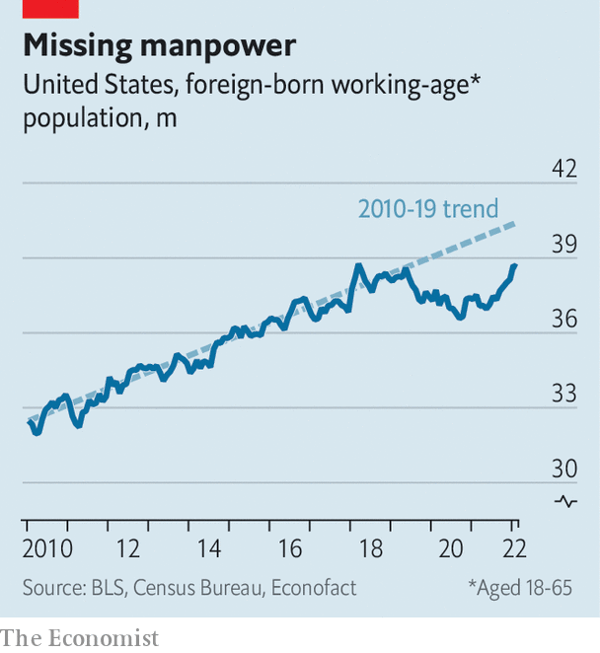 Missing manpower
United States, foreign-born working-age*
population, m
42
2010-19 trend
39
36
33
30
2010 12 14 16 18 20 22
Source: BLS, Census Bureau, Econofact *Aged 18-65
The Economist